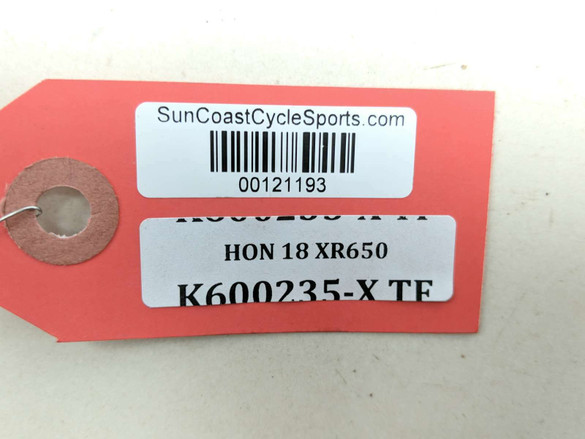 SunCoastCycleSports.com
00121193
HON 18 XR650
K600235-X TF